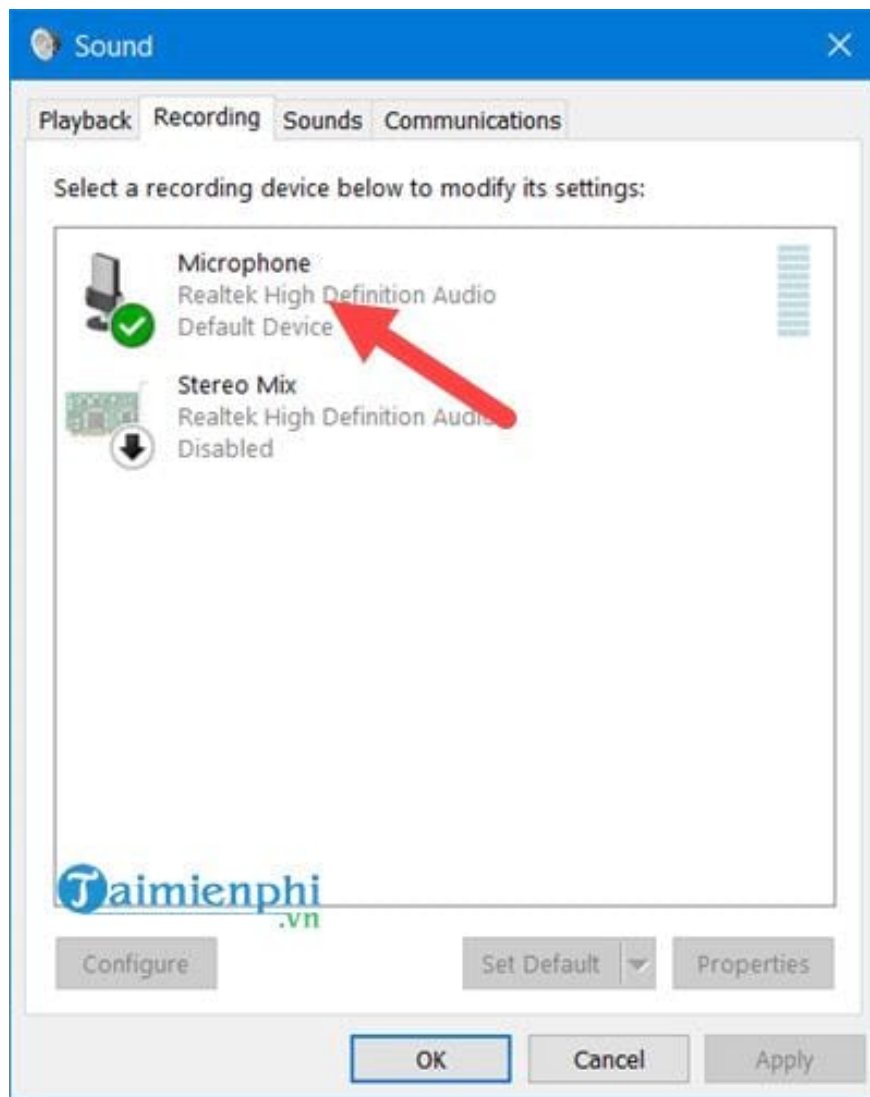 Sound
Playback Recording Sounds Communications
Select a recording device below to modify its settings:
Microphone
Realtek High Definition Audio
Default Device
Stereo Mix
Realtek High Definition Audio
Disabled
Taimienphi
.vn
Configure Set Default Properties
OK Cancel Apply